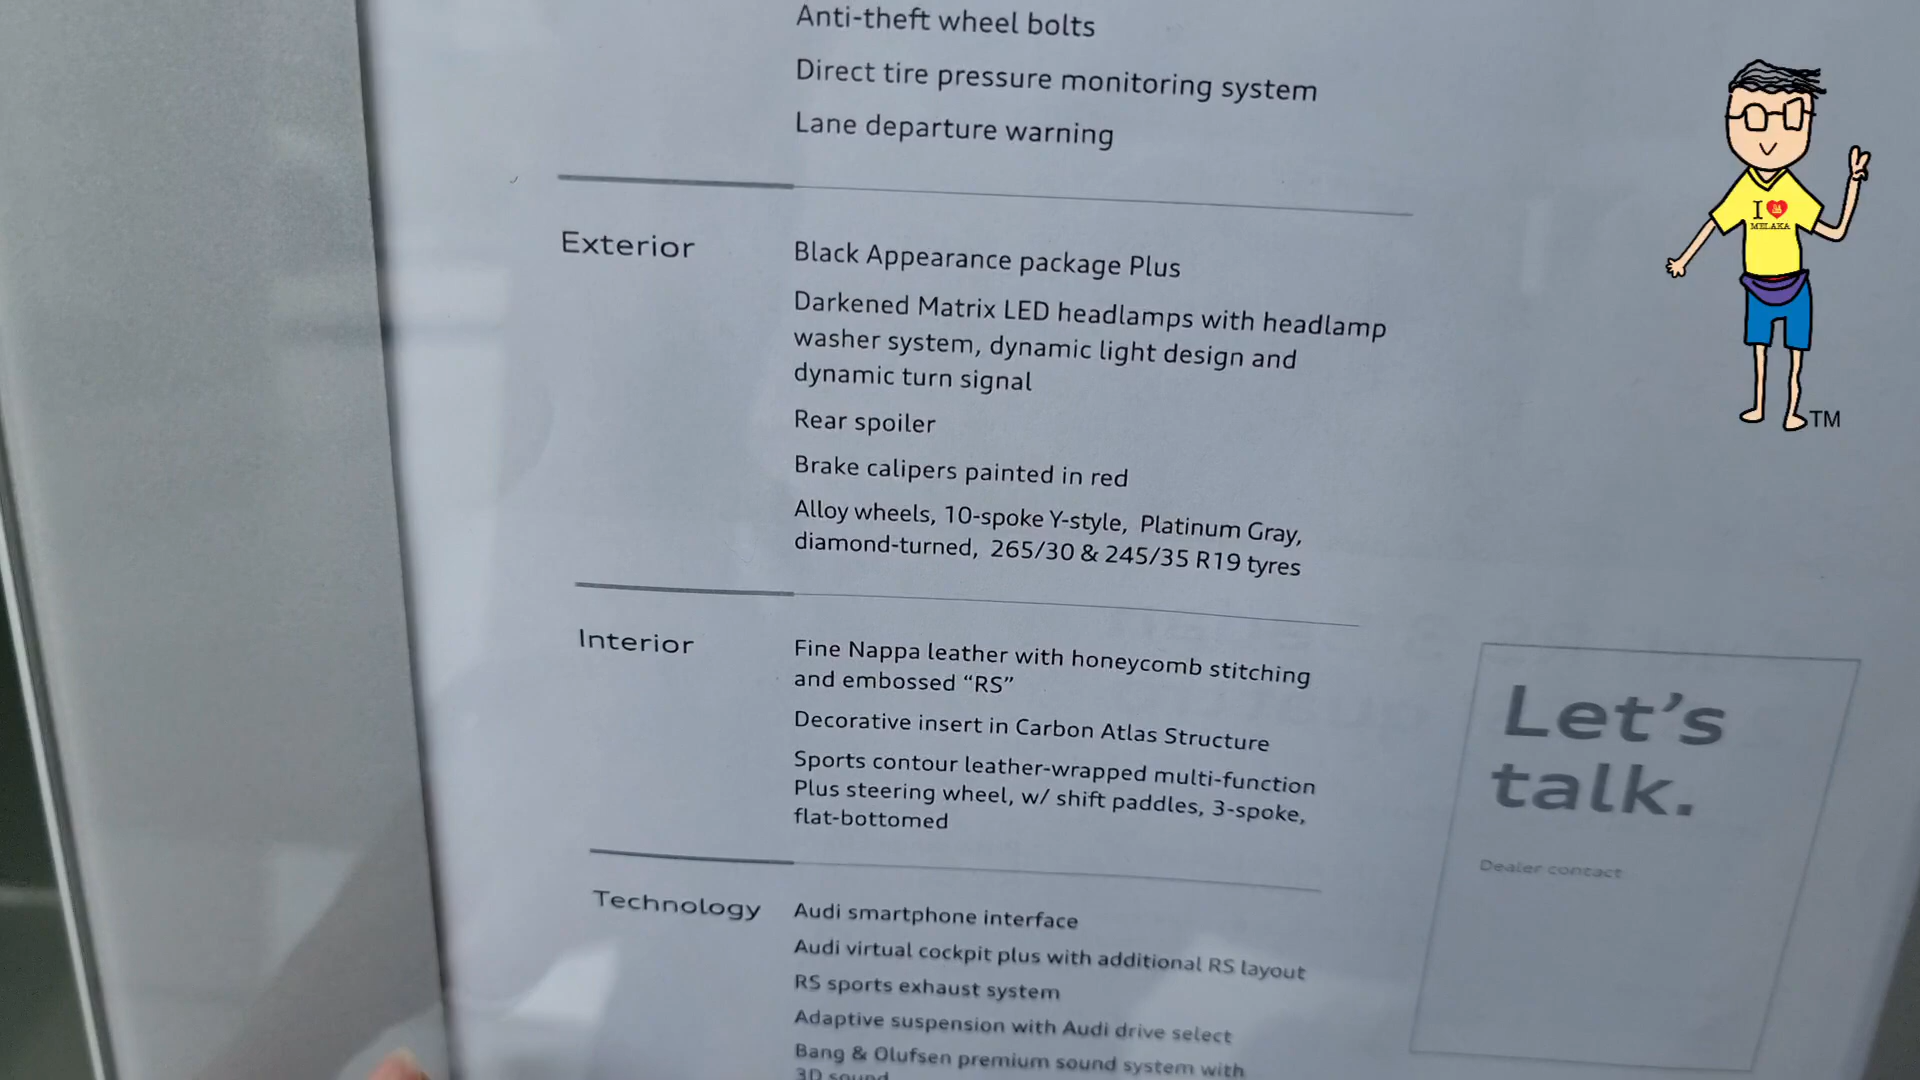 Anti-theft wheel bolts
Direct tire pressure monitoring system
Lane departure warning
Exterior
Black Appearance package Plus
Darkened Matrix LED headlamps with headlamp
washer system, dynamic light design and
dynamic turn signal
Rear spoiler
Brake calipers painted in red
Alloy wheels, 10-spoke Y-style, Platinum Gray,
diamond-turned, 265/30 & 245/35 R19 tyres
Interior
Fine Nappa leather with honeycomb stitching
and embossed “RS”
Decorative insert in Carbon Atlas Structure
Sports contour leather-wrapped multi-function
Plus steering wheel, w/ shift paddles, 3-spoke,
flat-bottomed
Technology
Audi smartphone interface
Audi virtual cockpit plus with additional RS layout
RS sports exhaust system
Adaptive suspension with Audi drive select
Bang & Olufsen premium sound system with
3D sound
Let's
talk.
Dealer contact
I
MELAKA
TM